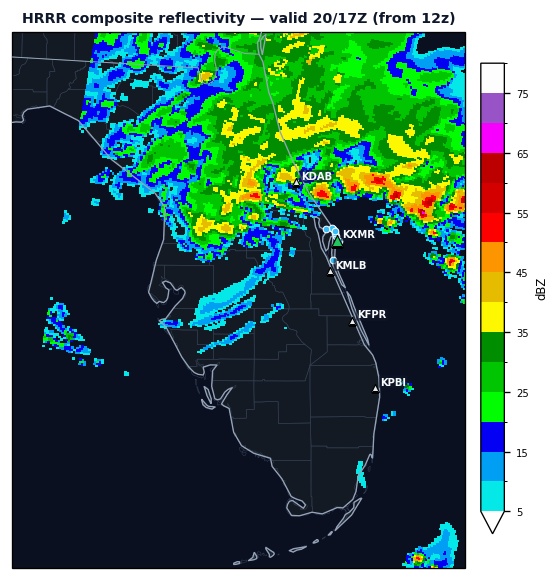 HRRR composite reflectivity — valid 20/17Z (from 12z)
KDAB
KXMR
KMLB
KFPR
KPBI
75
65
55
45
35
25
15
5
dBZ